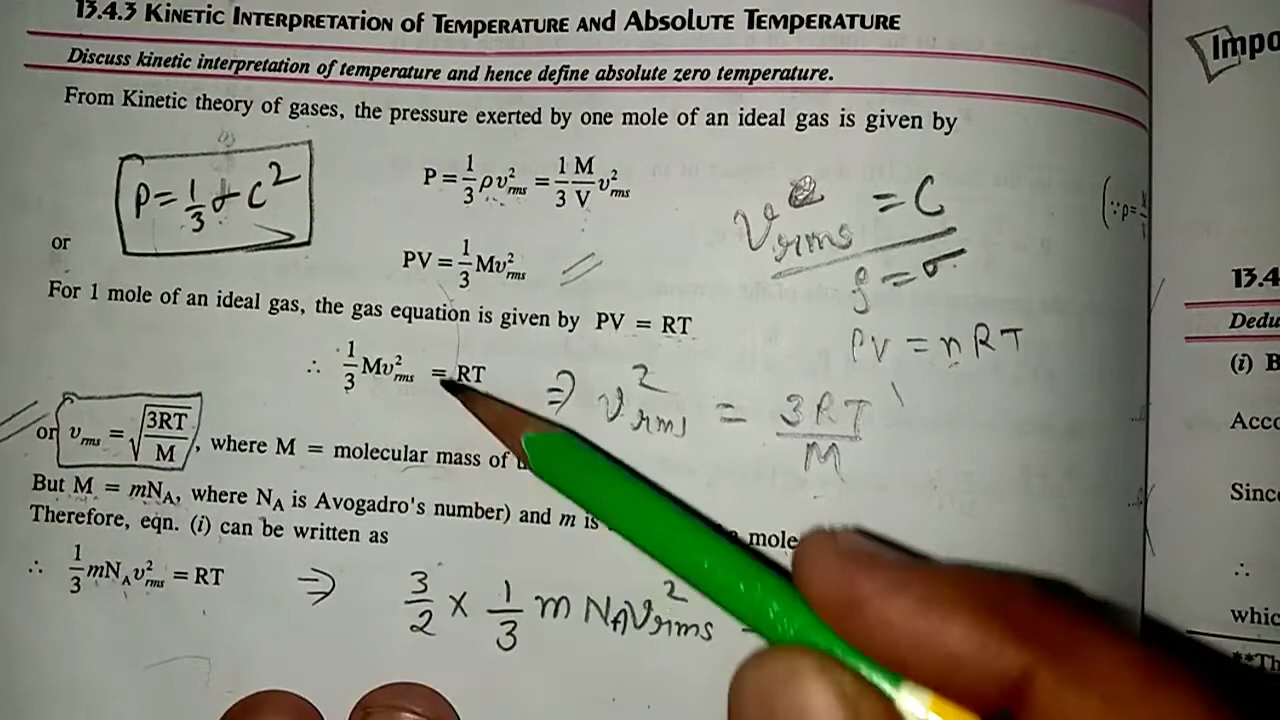 13.4.3 KINETIC INTERPRETATION OF TEMPERATURE AND ABSOLUTE TEMPERATURE
Discuss kinetic interpretation of temperature and hence define absolute zero temperature.
From Kinetic theory of gases, the pressure exerted by one mole of an ideal gas is given by
P = 1/3 ρv²rms = 1/3 M/V v²rms
P = 1/3 σ C²
Vrms = C
ρ = σ
(∵ ρ =
or
PV = 1/3 Mv²rms
For 1 mole of an ideal gas, the gas equation is given by PV = RT
PV = nRT
∴ 1/3 Mv²rms = RT
⇒ v²rms = 3RT/M
or vrms = √(3RT/M), where M = molecular mass of
But M = mNA, where NA is Avogadro's number) and m is mole
Therefore, eqn. (i) can be written as
∴ 1/3 mNAv²rms = RT
⇒ 3/2 × 1/3 m NAV²rms
Impo
13.4
Dedu
(i) B
Acco
Since
∴
whic
**Th